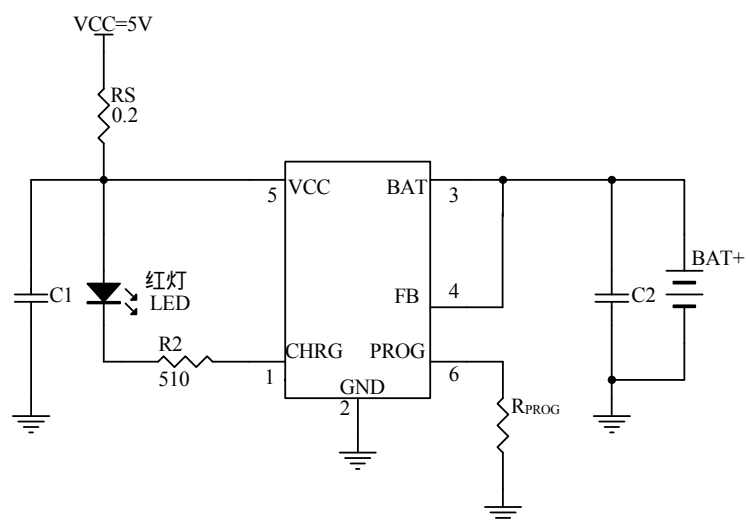 VCC=5V
RS
0.2
5
VCC
BAT
3
BAT+
红灯
LED
C1
FB
4
C2
R2
510
CHRG
1
PROG
6
GND
2
RPROG